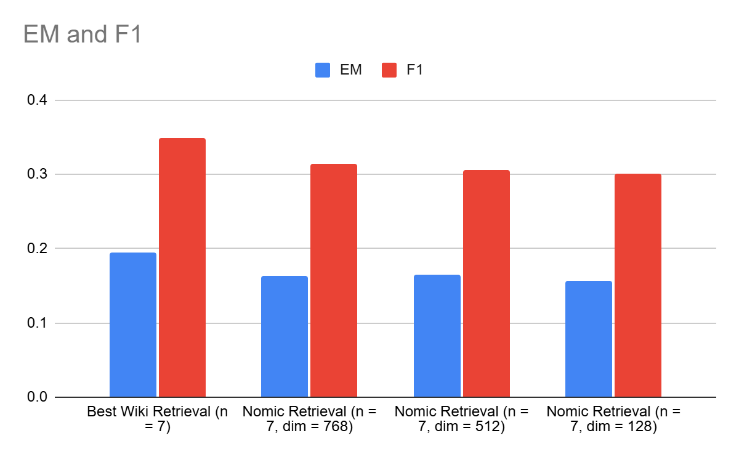 EM and F1
EM
F1
0.4
0.3
0.2
0.1
0.0
Best Wiki Retrieval (n
= 7)
Nomic Retrieval (n =
7, dim = 768)
Nomic Retrieval (n =
7, dim = 512)
Nomic Retrieval (n =
7, dim = 128)